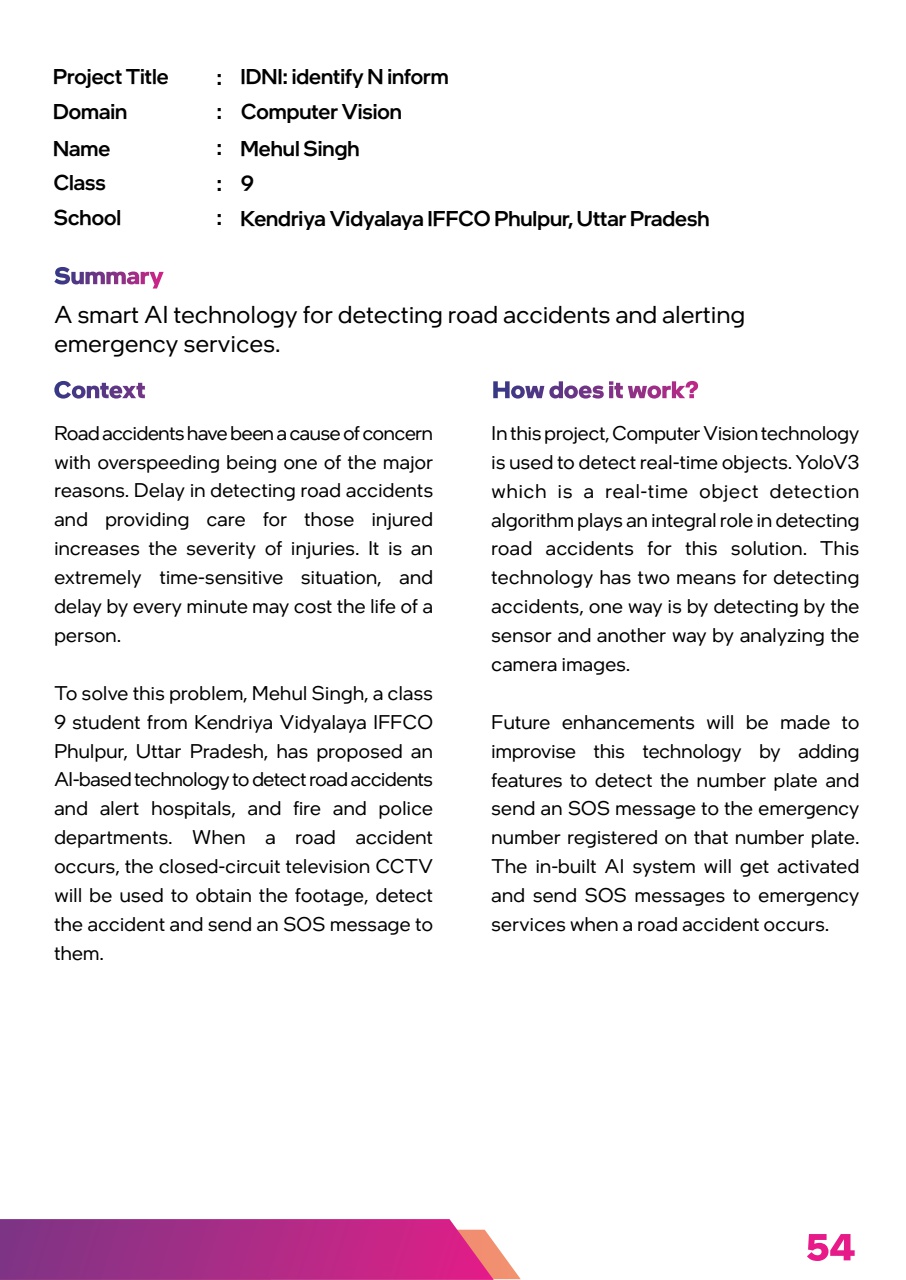 Project Title : IDNI: identify N inform
Domain : Computer Vision
Name : Mehul Singh
Class : 9
School : Kendriya Vidyalaya IFFCO Phulpur, Uttar Pradesh
Summary
A smart AI technology for detecting road accidents and alerting
emergency services.
Context
Road accidents have been a cause of concern
with overspeeding being one of the major
reasons. Delay in detecting road accidents
and providing care for those injured
increases the severity of injuries. It is an
extremely time-sensitive situation, and
delay by every minute may cost the life of a
person.
To solve this problem, Mehul Singh, a class
9 student from Kendriya Vidyalaya IFFCO
Phulpur, Uttar Pradesh, has proposed an
AI-based technology to detect road accidents
and alert hospitals, and fire and police
departments. When a road accident
occurs, the closed-circuit television CCTV
will be used to obtain the footage, detect
the accident and send an SOS message to
them.
How does it work?
In this project, Computer Vision technology
is used to detect real-time objects. YoloV3
which is a real-time object detection
algorithm plays an integral role in detecting
road accidents for this solution. This
technology has two means for detecting
accidents, one way is by detecting by the
sensor and another way by analyzing the
camera images.
Future enhancements will be made to
improvise this technology by adding
features to detect the number plate and
send an SOS message to the emergency
number registered on that number plate.
The in-built AI system will get activated
and send SOS messages to emergency
services when a road accident occurs.
54